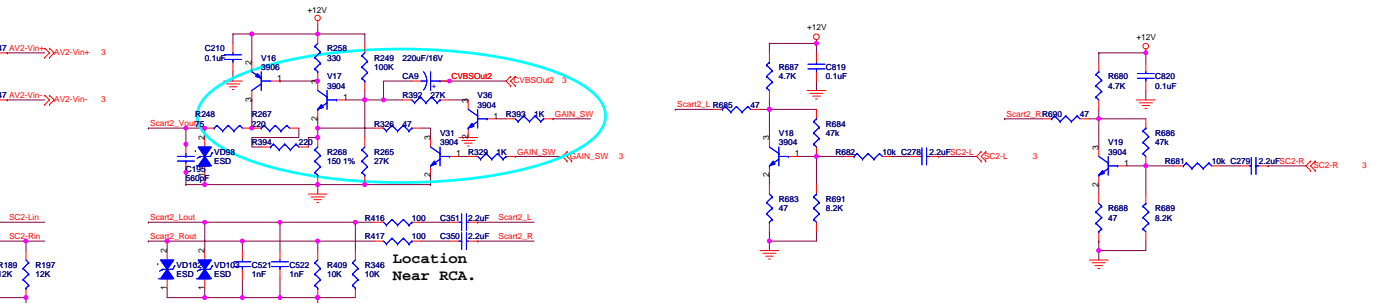 +12V
+12V
+12V
47 AV2-Vin+ AV2-Vin+ 3
C210
0.1uF
V16
3906
R258
330
R249
100K
220uF/16V
CA9
CVBSOut2 CVBSOut2 3
V17
3904
R392 27K
V36
3904
R393 1K GAIN_SW
47 AV2-Vin- AV2-Vin- 3
R248
75
R267
220
Scart2_Vout
R394 220
R326 47
V31
3904
R329 1K GAIN_SW GAIN_SW 3
VD98
ESD
R268
150 1%
R265
27K
C195
560pF
R687
4.7K
C819
0.1uF
Scart2_L R685 47
R684
47k
V18
3904
R682 10k C278 2.2uF SC2-L SC2-L 3
R683
47
R691
8.2K
R680
4.7K
C820
0.1uF
Scart2_R R690 47
R686
47k
V19
3904
R681 10k C279 2.2uF SC2-R SC2-R 3
R688
47
R689
8.2K
SC2-Lin
SC2-Rin
R189
12K
R197
12K
Scart2_Lout R416 100 C351 2.2uF Scart2_L
Scart2_Rout R417 100 C350 2.2uF Scart2_R
ESD
VD103
ESD
C521
1nF
C522
1nF
R409
10K
R346
10K
Location
Near RCA.